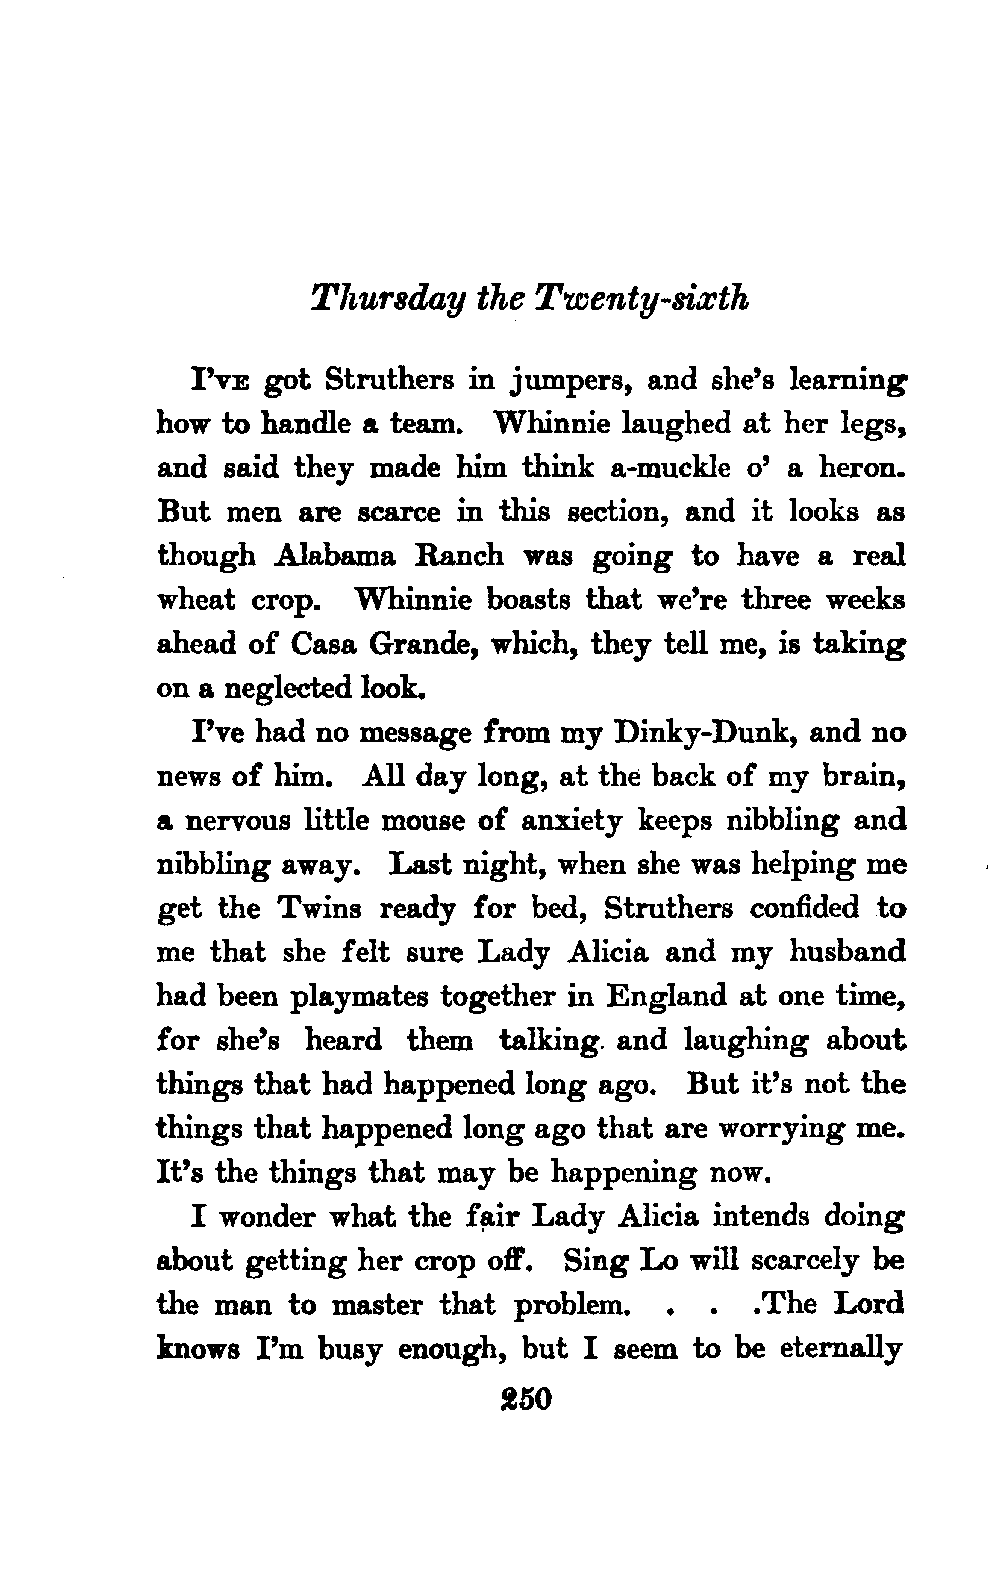 Thursday the Twenty-sixth
I'VE got Struthers in jumpers, and she's learning
how to handle a team. Whinnie laughed at her legs,
and said they made him think a-muckle o' a heron.
But men are scarce in this section, and it looks as
though Alabama Ranch was going to have a real
wheat crop. Whinnie boasts that we're three weeks
ahead of Casa Grande, which, they tell me, is taking
on a neglected look.
I've had no message from my Dinky-Dunk, and no
news of him. All day long, at the back of my brain,
a nervous little mouse of anxiety keeps nibbling and
nibbling away. Last night, when she was helping me
get the Twins ready for bed, Struthers confided to
me that she felt sure Lady Alicia and my husband
had been playmates together in England at one time,
for she's heard them talking. and laughing about
things that had happened long ago. But it's not the
things that happened long ago that are worrying me.
It's the things that may be happening now.
I wonder what the fair Lady Alicia intends doing
about getting her crop off. Sing Lo will scarcely be
the man to master that problem. . . .The Lord
knows I'm busy enough, but I seem to be eternally
250